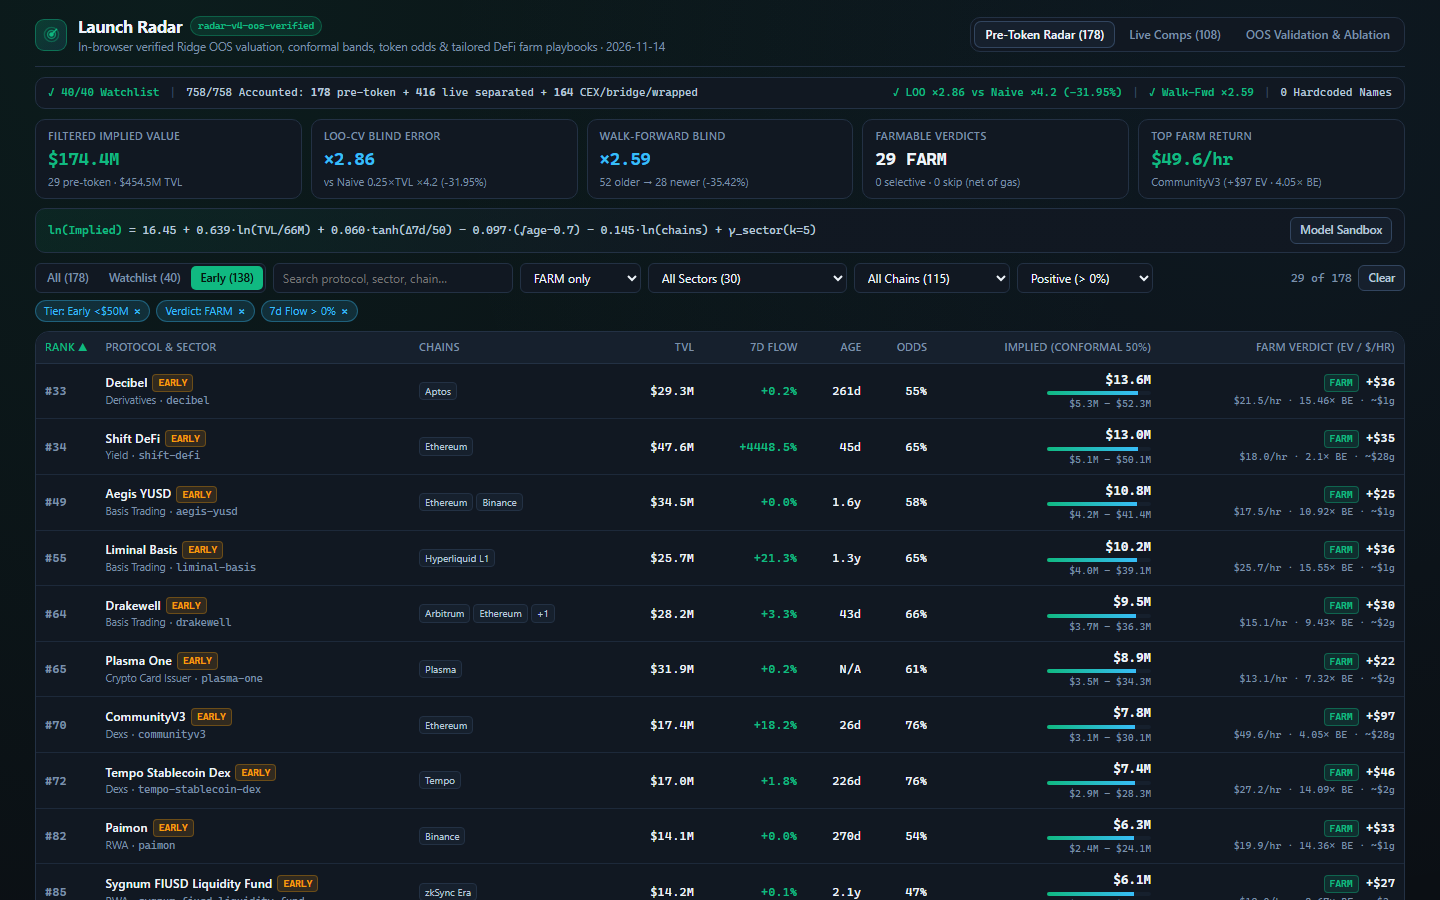 Launch Radar radar-v4-oos-verified
In-browser verified Ridge OOS valuation, conformal bands, token odds & tailored DeFi farm playbooks · 2026-11-14
Pre-Token Radar (178) Live Comps (108) OOS Validation & Ablation
✓ 40/40 Watchlist | 758/758 Accounted: 178 pre-token + 416 live separated + 164 CEX/bridge/wrapped
✓ LOO ×2.86 vs Naive ×4.2 (−31.95%) | ✓ Walk-Fwd ×2.59 | 0 Hardcoded Names
FILTERED IMPLIED VALUE
$174.4M
29 pre-token · $454.5M TVL
LOO-CV BLIND ERROR
×2.86
vs Naive 0.25×TVL ×4.2 (-31.95%)
WALK-FORWARD BLIND
×2.59
52 older → 28 newer (-35.42%)
FARMABLE VERDICTS
29 FARM
0 selective · 0 skip (net of gas)
TOP FARM RETURN
$49.6/hr
CommunityV3 (+$97 EV · 4.05× BE)
ln(Implied) = 16.45 + 0.639·ln(TVL/66M) + 0.060·tanh(Δ7d/50) − 0.097·(√age−0.7) − 0.145·ln(chains) + γ_sector(k=5)
Model Sandbox
All (178) Watchlist (40) Early (138) Search protocol, sector, chain... FARM only All Sectors (30) All Chains (115) Positive (> 0%) 29 of 178 Clear
Tier: Early <$50M × Verdict: FARM × 7d Flow > 0% ×
RANK ▲ PROTOCOL & SECTOR CHAINS TVL 7D FLOW AGE ODDS IMPLIED (CONFORMAL 50%) FARM VERDICT (EV / $/HR)
#33 Decibel EARLY Aptos $29.3M +0.2% 261d 55% $13.6M FARM +$36
Derivatives · decibel $5.3M – $52.3M $21.5/hr · 15.46× BE · ~$1g
#34 Shift DeFi EARLY Ethereum $47.6M +4448.5% 45d 65% $13.0M FARM +$35
Yield · shift-defi $5.1M – $50.1M $18.0/hr · 2.1× BE · ~$28g
#49 Aegis YUSD EARLY Ethereum Binance $34.5M +0.0% 1.6y 58% $10.8M FARM +$25
Basis Trading · aegis-yusd $4.2M – $41.4M $17.5/hr · 10.92× BE · ~$1g
#55 Liminal Basis EARLY Hyperliquid L1 $25.7M +21.3% 1.3y 65% $10.2M FARM +$36
Basis Trading · liminal-basis $4.0M – $39.1M $25.7/hr · 15.55× BE · ~$1g
#64 Drakewell EARLY Arbitrum Ethereum +1 $28.2M +3.3% 43d 66% $9.5M FARM +$30
Basis Trading · drakewell $3.7M – $36.3M $15.1/hr · 9.43× BE · ~$2g
#65 Plasma One EARLY Plasma $31.9M +0.2% N/A 61% $8.9M FARM +$22
Crypto Card Issuer · plasma-one $3.5M – $34.3M $13.1/hr · 7.32× BE · ~$2g
#70 CommunityV3 EARLY Ethereum $17.4M +18.2% 26d 76% $7.8M FARM +$97
Dexs · communityv3 $3.1M – $30.1M $49.6/hr · 4.05× BE · ~$28g
#72 Tempo Stablecoin Dex EARLY Tempo $17.0M +1.8% 226d 76% $7.4M FARM +$46
Dexs · tempo-stablecoin-dex $2.9M – $28.3M $27.2/hr · 14.09× BE · ~$2g
#82 Paimon EARLY Binance $14.1M +0.0% 270d 54% $6.3M FARM +$33
RWA · paimon $2.4M – $24.1M $19.9/hr · 14.36× BE · ~$1g
#85 Sygnum FIUSD Liquidity Fund EARLY zkSync Era $14.2M +0.1% 2.1y 47% $6.1M FARM +$27